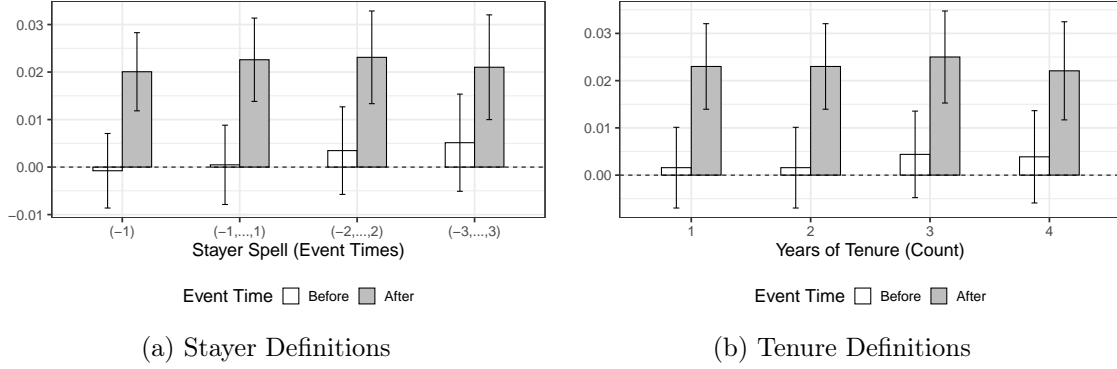 0.03
0.02
0.01
0.00
−0.01
(−1) (−1,...,1) (−2,...,2) (−3,...,3)
Stayer Spell (Event Times)
Event Time Before After
(a) Stayer Definitions
0.03
0.02
0.01
0.00
1 2 3 4
Years of Tenure (Count)
Event Time Before After
(b) Tenure Definitions